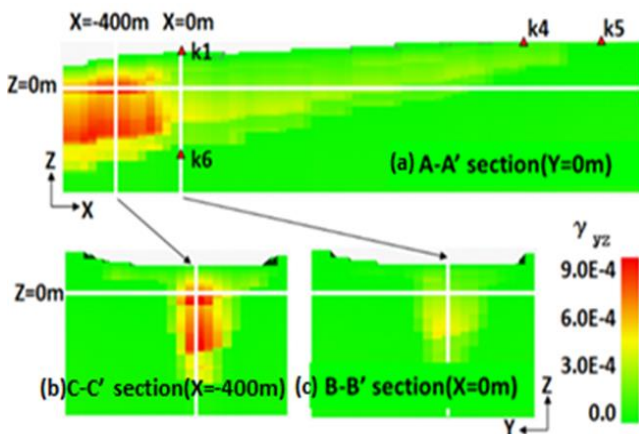 X=-400m X=0m
k4 k5
k1
Z=0m
k6
Z
X
(a) A-A' section(Y=0m)
γyz
9.0E-4
6.0E-4
3.0E-4
0.0
Z=0m
(b) C-C' section(X=-400m)
(c) B-B' section(X=0m)
Z
Y